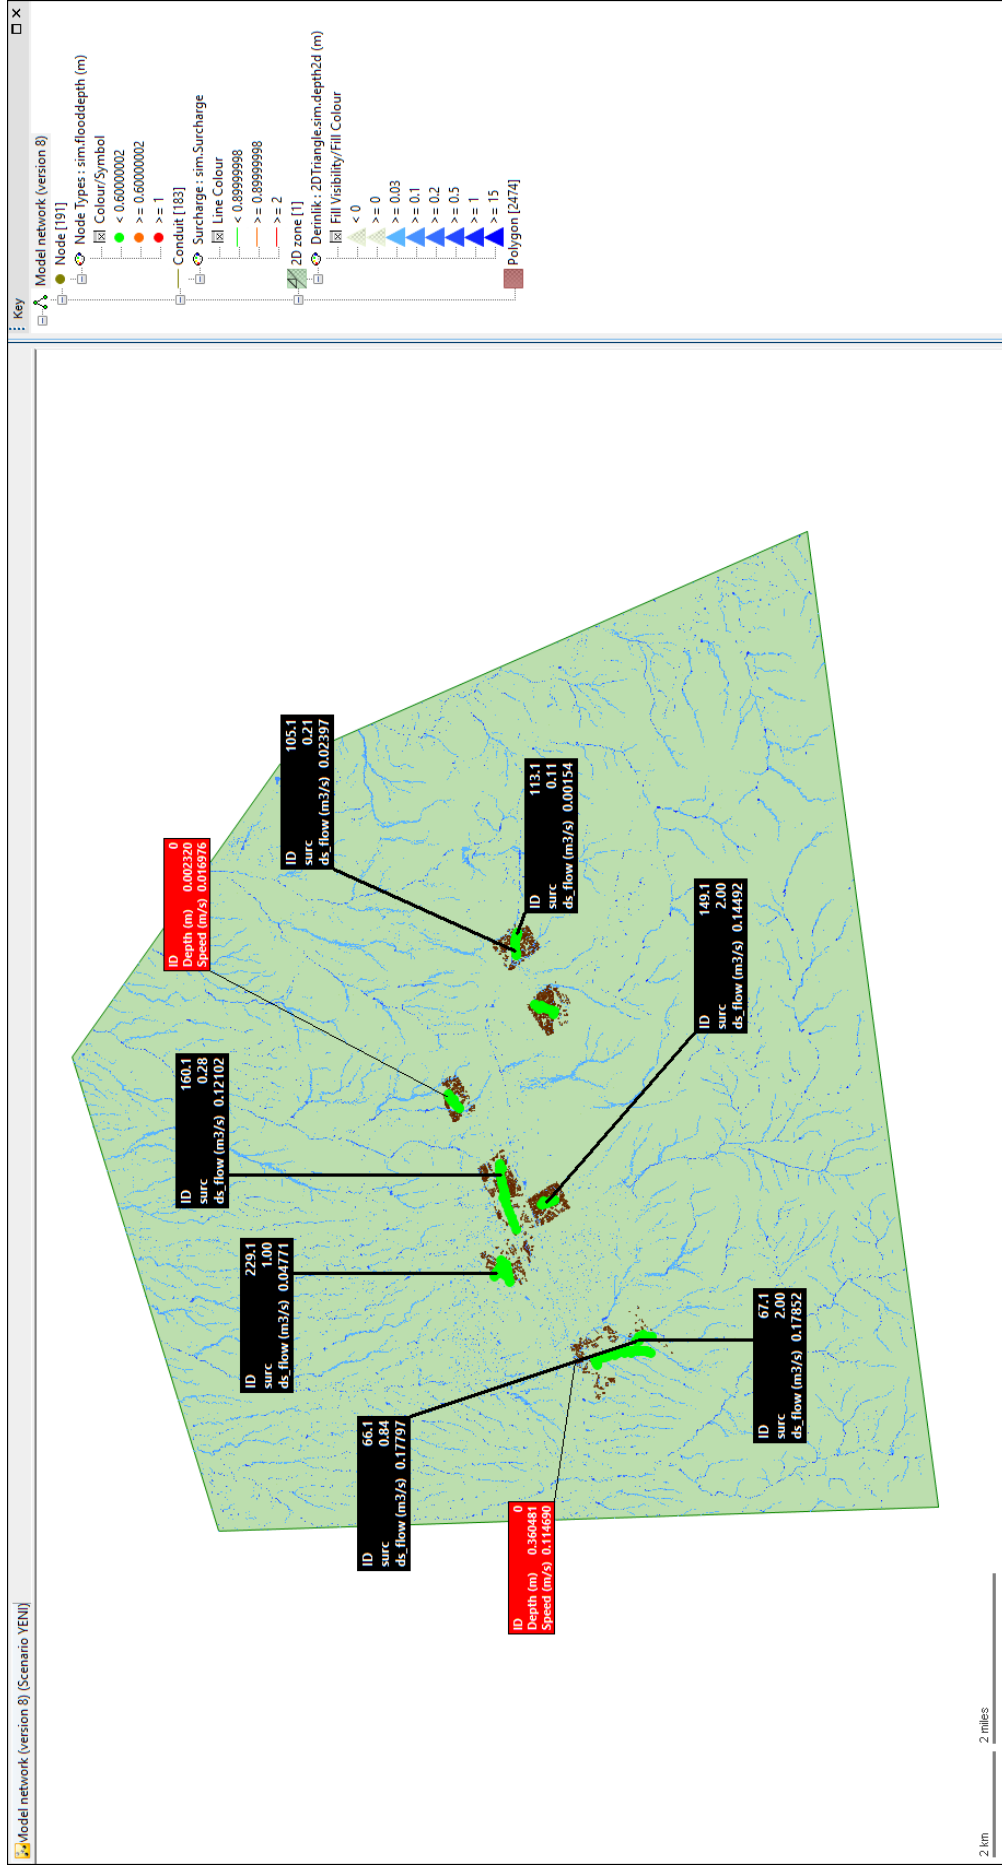 Model network (version 8) (Scenario YENI)
Key
Model network (version 8)
Node [191]
Node Types : sim.flooddepth (m)
Colour/Symbol
< 0.60000002
>= 0.60000002
>= 1
Conduit [183]
Surcharge : sim.Surcharge
Line Colour
< 0.89999998
>= 0.89999998
>= 2
2D zone [1]
Derinlik : 2DTriangle.sim.depth2d (m)
Fill Visibility/Fill Colour
< 0
>= 0
>= 0.03
>= 0.1
>= 0.2
>= 0.5
>= 1
>= 15
Polygon [2474]
ID 0
Depth (m) 0.002320
Speed (m/s) 0.016976
ID 160.1
surc 0.28
ds_flow (m3/s) 0.12102
ID 229.1
surc 1.00
ds_flow (m3/s) 0.04771
ID 105.1
surc 0.21
ds_flow (m3/s) 0.02397
ID 66.1
surc 0.84
ds_flow (m3/s) 0.17797
ID 0
Depth (m) 0.360481
Speed (m/s) 0.114690
ID 113.1
surc 0.11
ds_flow (m3/s) 0.00154
ID 149.1
surc 2.00
ds_flow (m3/s) 0.14492
ID 67.1
surc 2.00
ds_flow (m3/s) 0.17852
2 km
2 miles